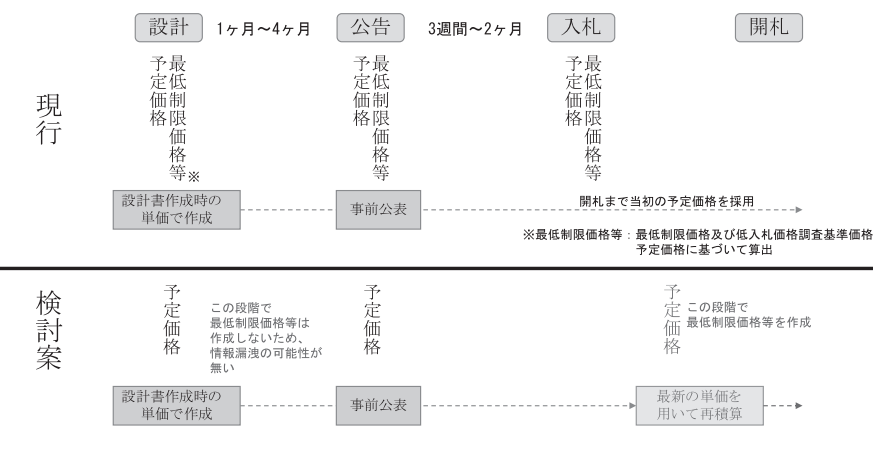 設計
1ヶ月～4ヶ月
公告
3週間～2ヶ月
入札
開札
現行
最低制限価格等※
予定価格
最低制限価格等
予定価格
最低制限価格等
予定価格
設計書作成時の
単価で作成
事前公表
開札まで当初の予定価格を採用
※最低制限価格等：最低制限価格及び低入札価格調査基準価格
予定価格に基づいて算出
検討案
予定価格
この段階で
最低制限価格等は
作成しないため、
情報漏洩の可能性が
無い
予定価格
予定価格
この段階で
最低制限価格等を作成
設計書作成時の
単価で作成
事前公表
最新の単価を
用いて再積算